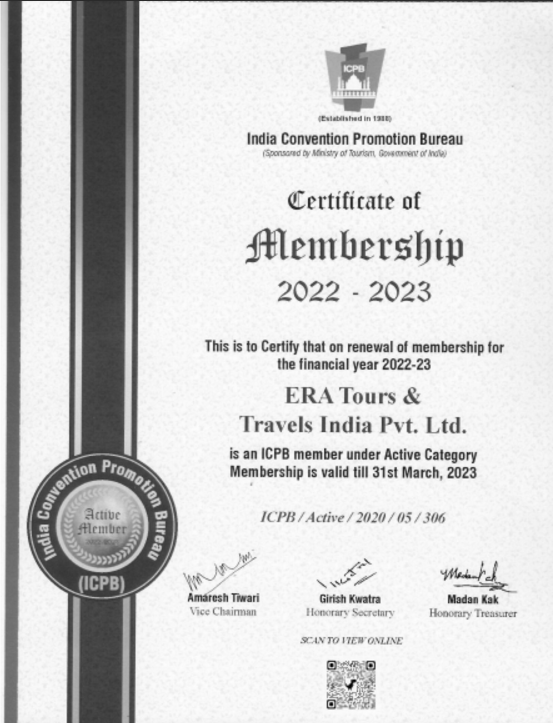 ICPB
(Established in 1988)
India Convention Promotion Bureau
(Sponsored by Ministry of Tourism, Government of India)
Certificate of
Membership
2022 - 2023
This is to Certify that on renewal of membership for
the financial year 2022-23
ERA Tours &
Travels India Pvt. Ltd.
is an ICPB member under Active Category
Membership is valid till 31st March, 2023
ICPB / Active / 2020 / 05 / 306
India Convention Promotion Bureau
Active
Member
(ICPB)
Amaresh Tiwari
Vice Chairman
Girish Kwatra
Honorary Secretary
Madan Kak
Honorary Treasurer
SCAN TO VIEW ONLINE